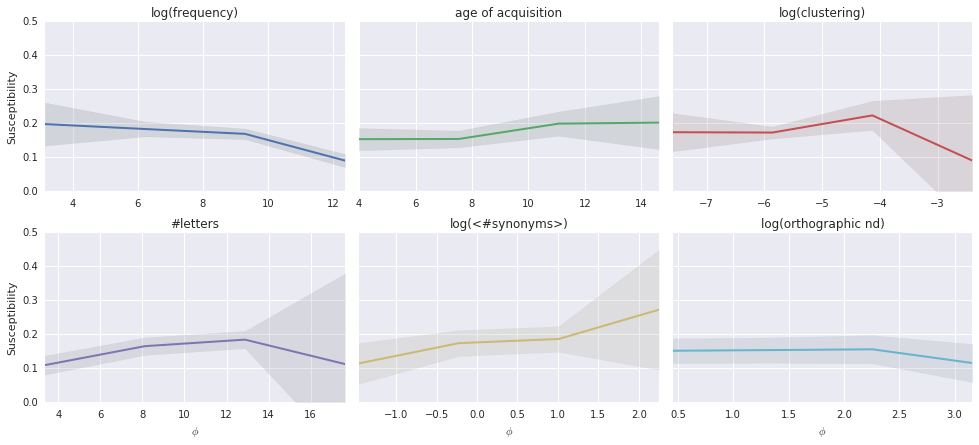 log(frequency) age of acquisition log(clustering)
Susceptibility
0.5
0.4
0.3
0.2
0.1
0.0
4 6 8 10 12
4 6 8 10 12 14
−7 −6 −5 −4 −3
#letters log(<#synonyms>) log(orthographic nd)
Susceptibility
0.5
0.4
0.3
0.2
0.1
0.0
4 6 8 10 12 14 16
−1.0 −0.5 0.0 0.5 1.0 1.5 2.0
0.5 1.0 1.5 2.0 2.5 3.0
ϕ ϕ ϕ